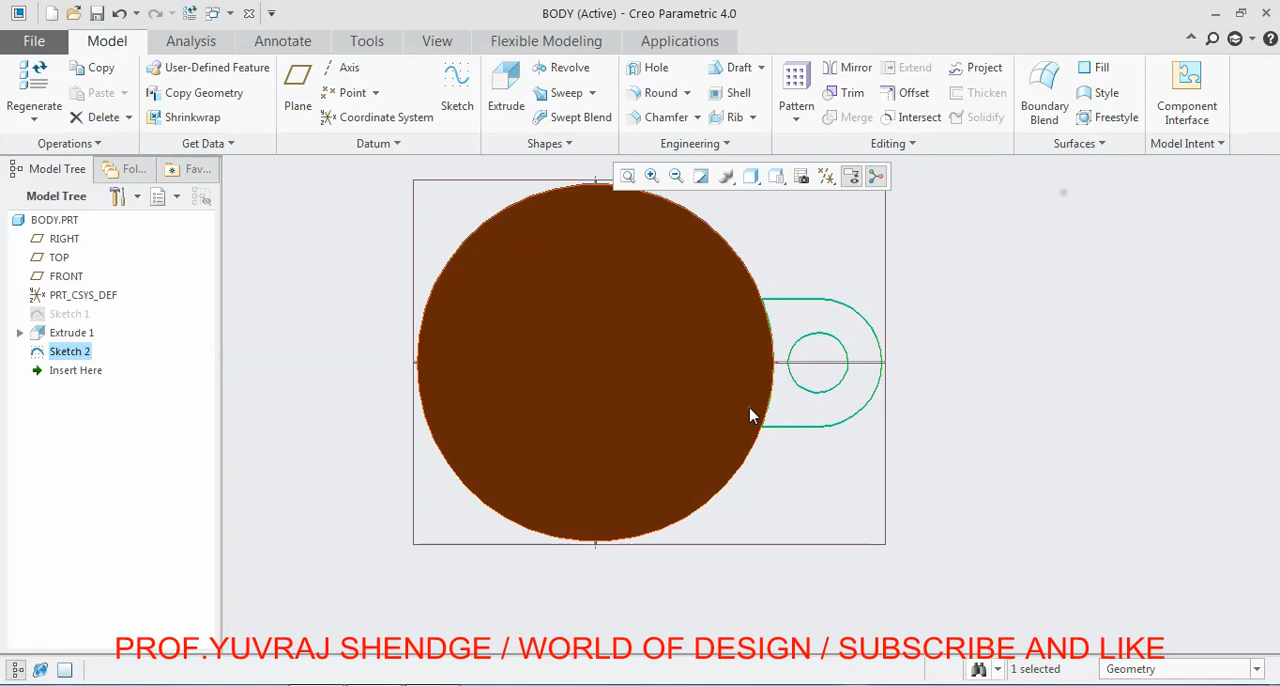 BODY (Active) - Creo Parametric 4.0
File Model Analysis Annotate Tools View Flexible Modeling Applications
Regenerate
Copy
Paste
Delete
Operations
User-Defined Feature
Copy Geometry
Shrinkwrap
Get Data
Plane
Axis
Point
Coordinate System
Sketch
Datum
Extrude
Revolve
Sweep
Swept Blend
Shapes
Hole
Round
Chamfer
Draft
Shell
Rib
Engineering
Pattern
Mirror
Trim
Merge
Extend
Offset
Intersect
Project
Thicken
Solidify
Editing
Boundary
Blend
Fill
Style
Freestyle
Surfaces
Component
Interface
Model Intent
Model Tree Fol... Fav...
Model Tree
BODY.PRT
RIGHT
TOP
FRONT
PRT_CSYS_DEF
Sketch 1
Extrude 1
Sketch 2
Insert Here
PROF.YUVRAJ SHENDGE / WORLD OF DESIGN / SUBSCRIBE AND LIKE
1 selected
Geometry